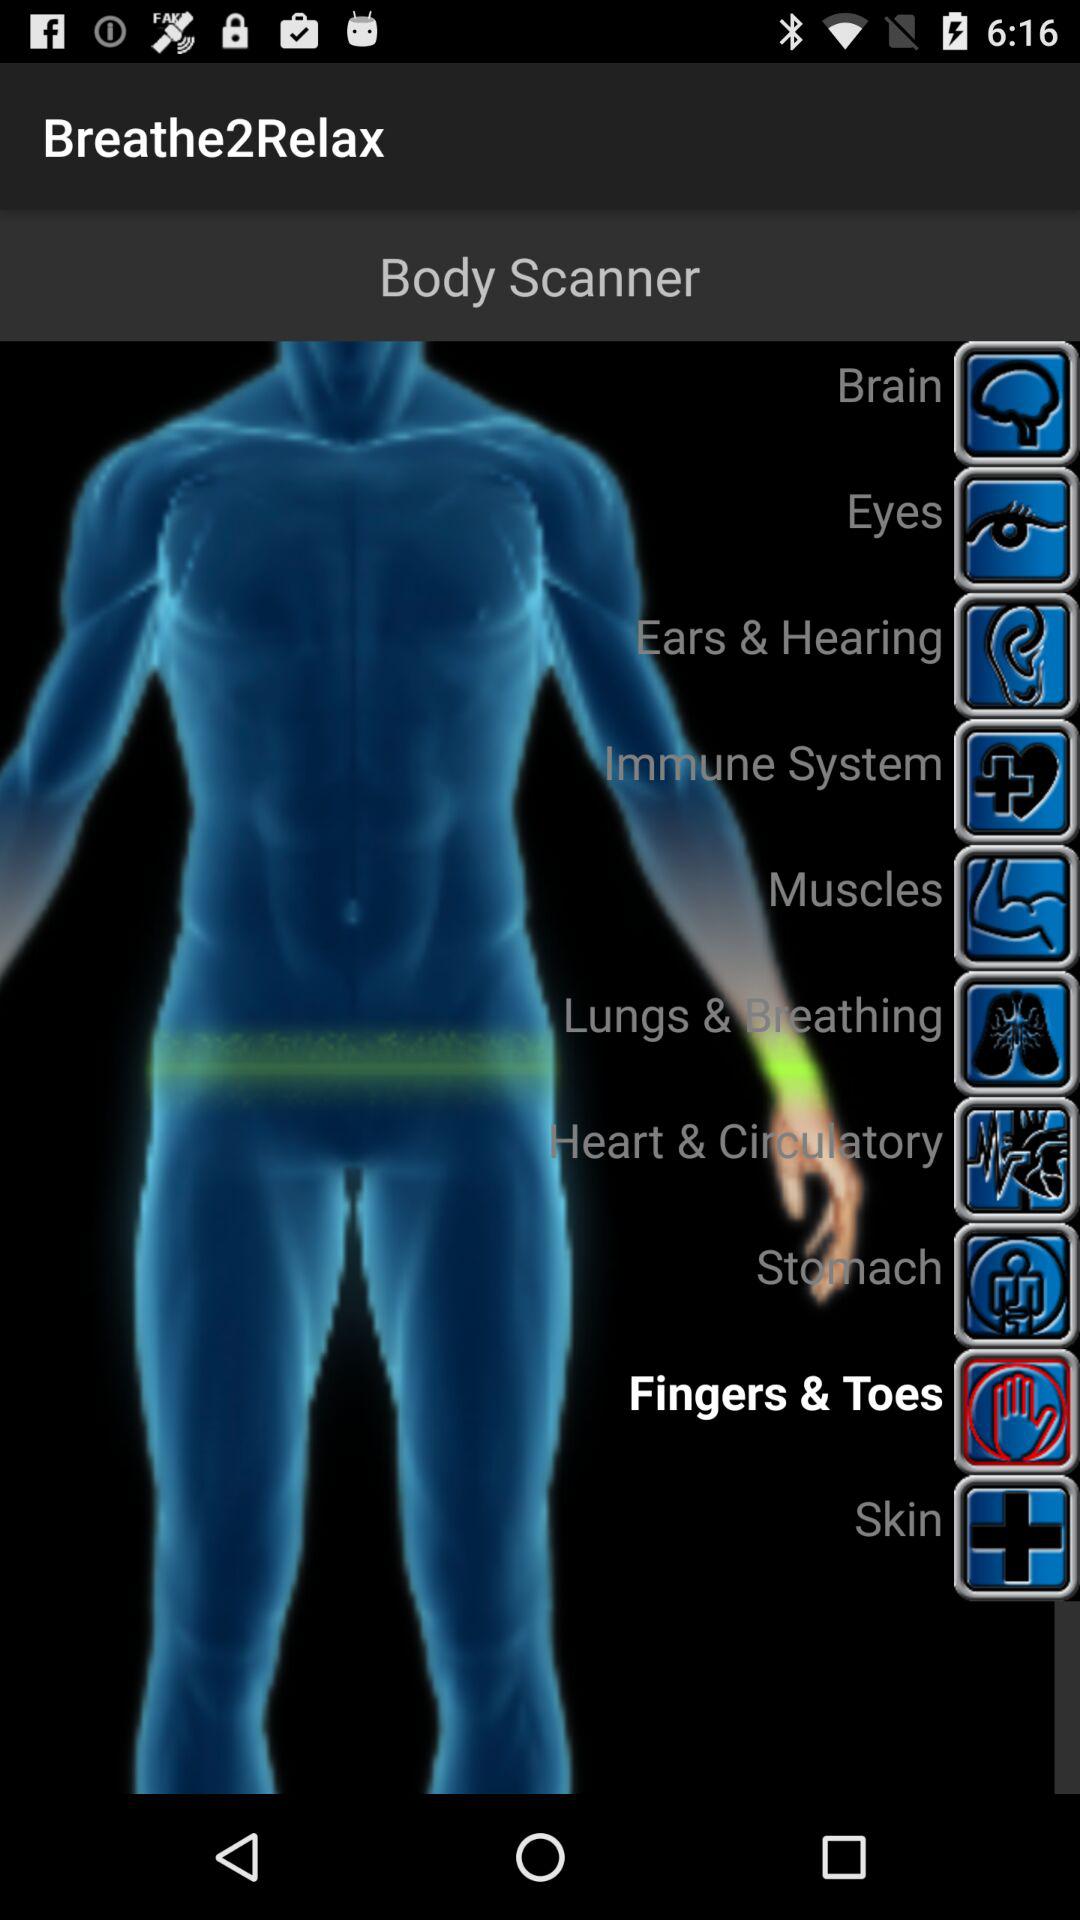 FAKE
6:16
Breathe2Relax
Body Scanner
Brain
Eyes
Ears & Hearing
Immune System
Muscles
Lungs & Breathing
Heart & Circulatory
Stomach
Fingers & Toes
Skin